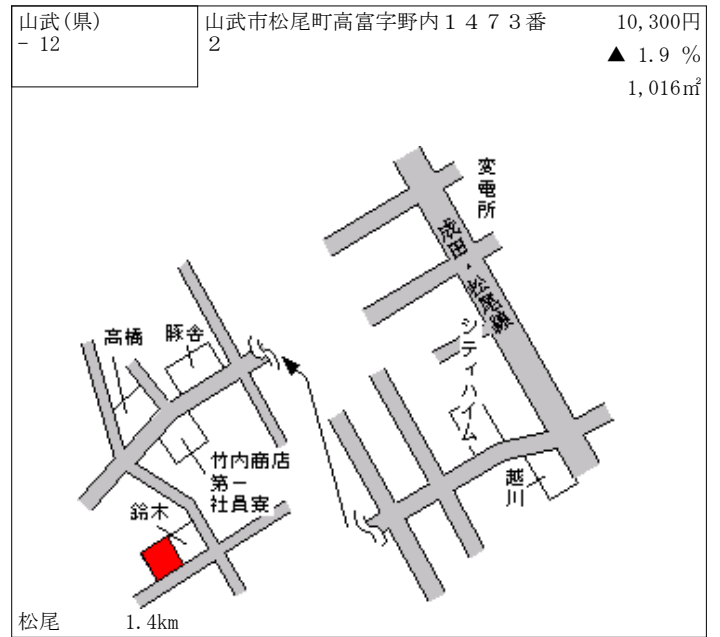 山武(県)
- 12
山武市松尾町高富字野内１４７３番
２
10,300円
▲ 1.9 %
1,016㎡
変電所
成田・松尾線
シティハイム
高橋
豚舎
竹内商店
第一
社員寮
鈴木
越川
松尾 1.4km